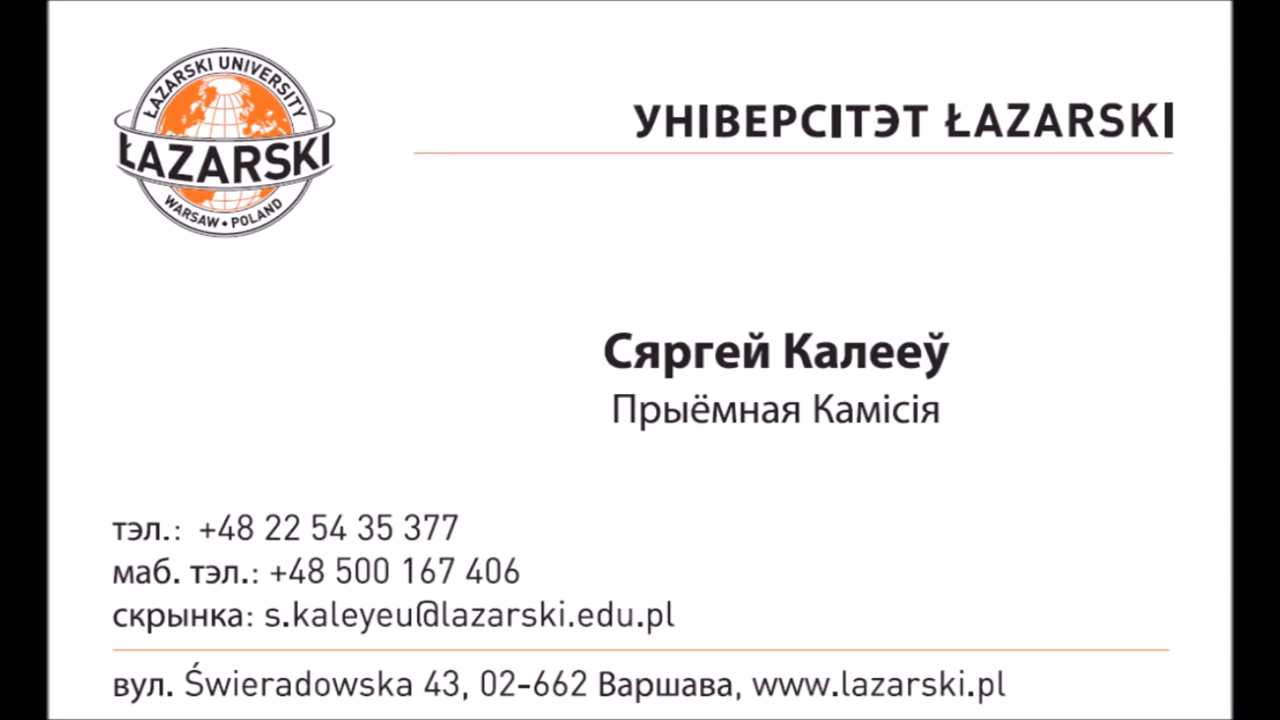 ŁAZARSKI UNIVERSITY
ŁAZARSKI
WARSAW • POLAND
УНІВЕРСІТЭТ ŁAZARSKI
Сяргей Калееў
Прыёмная Камісія
тэл.: +48 22 54 35 377
маб. тэл.: +48 500 167 406
скрынка: s.kaleyeu@lazarski.edu.pl
вул. Świeradowska 43, 02-662 Варшава, www.lazarski.pl